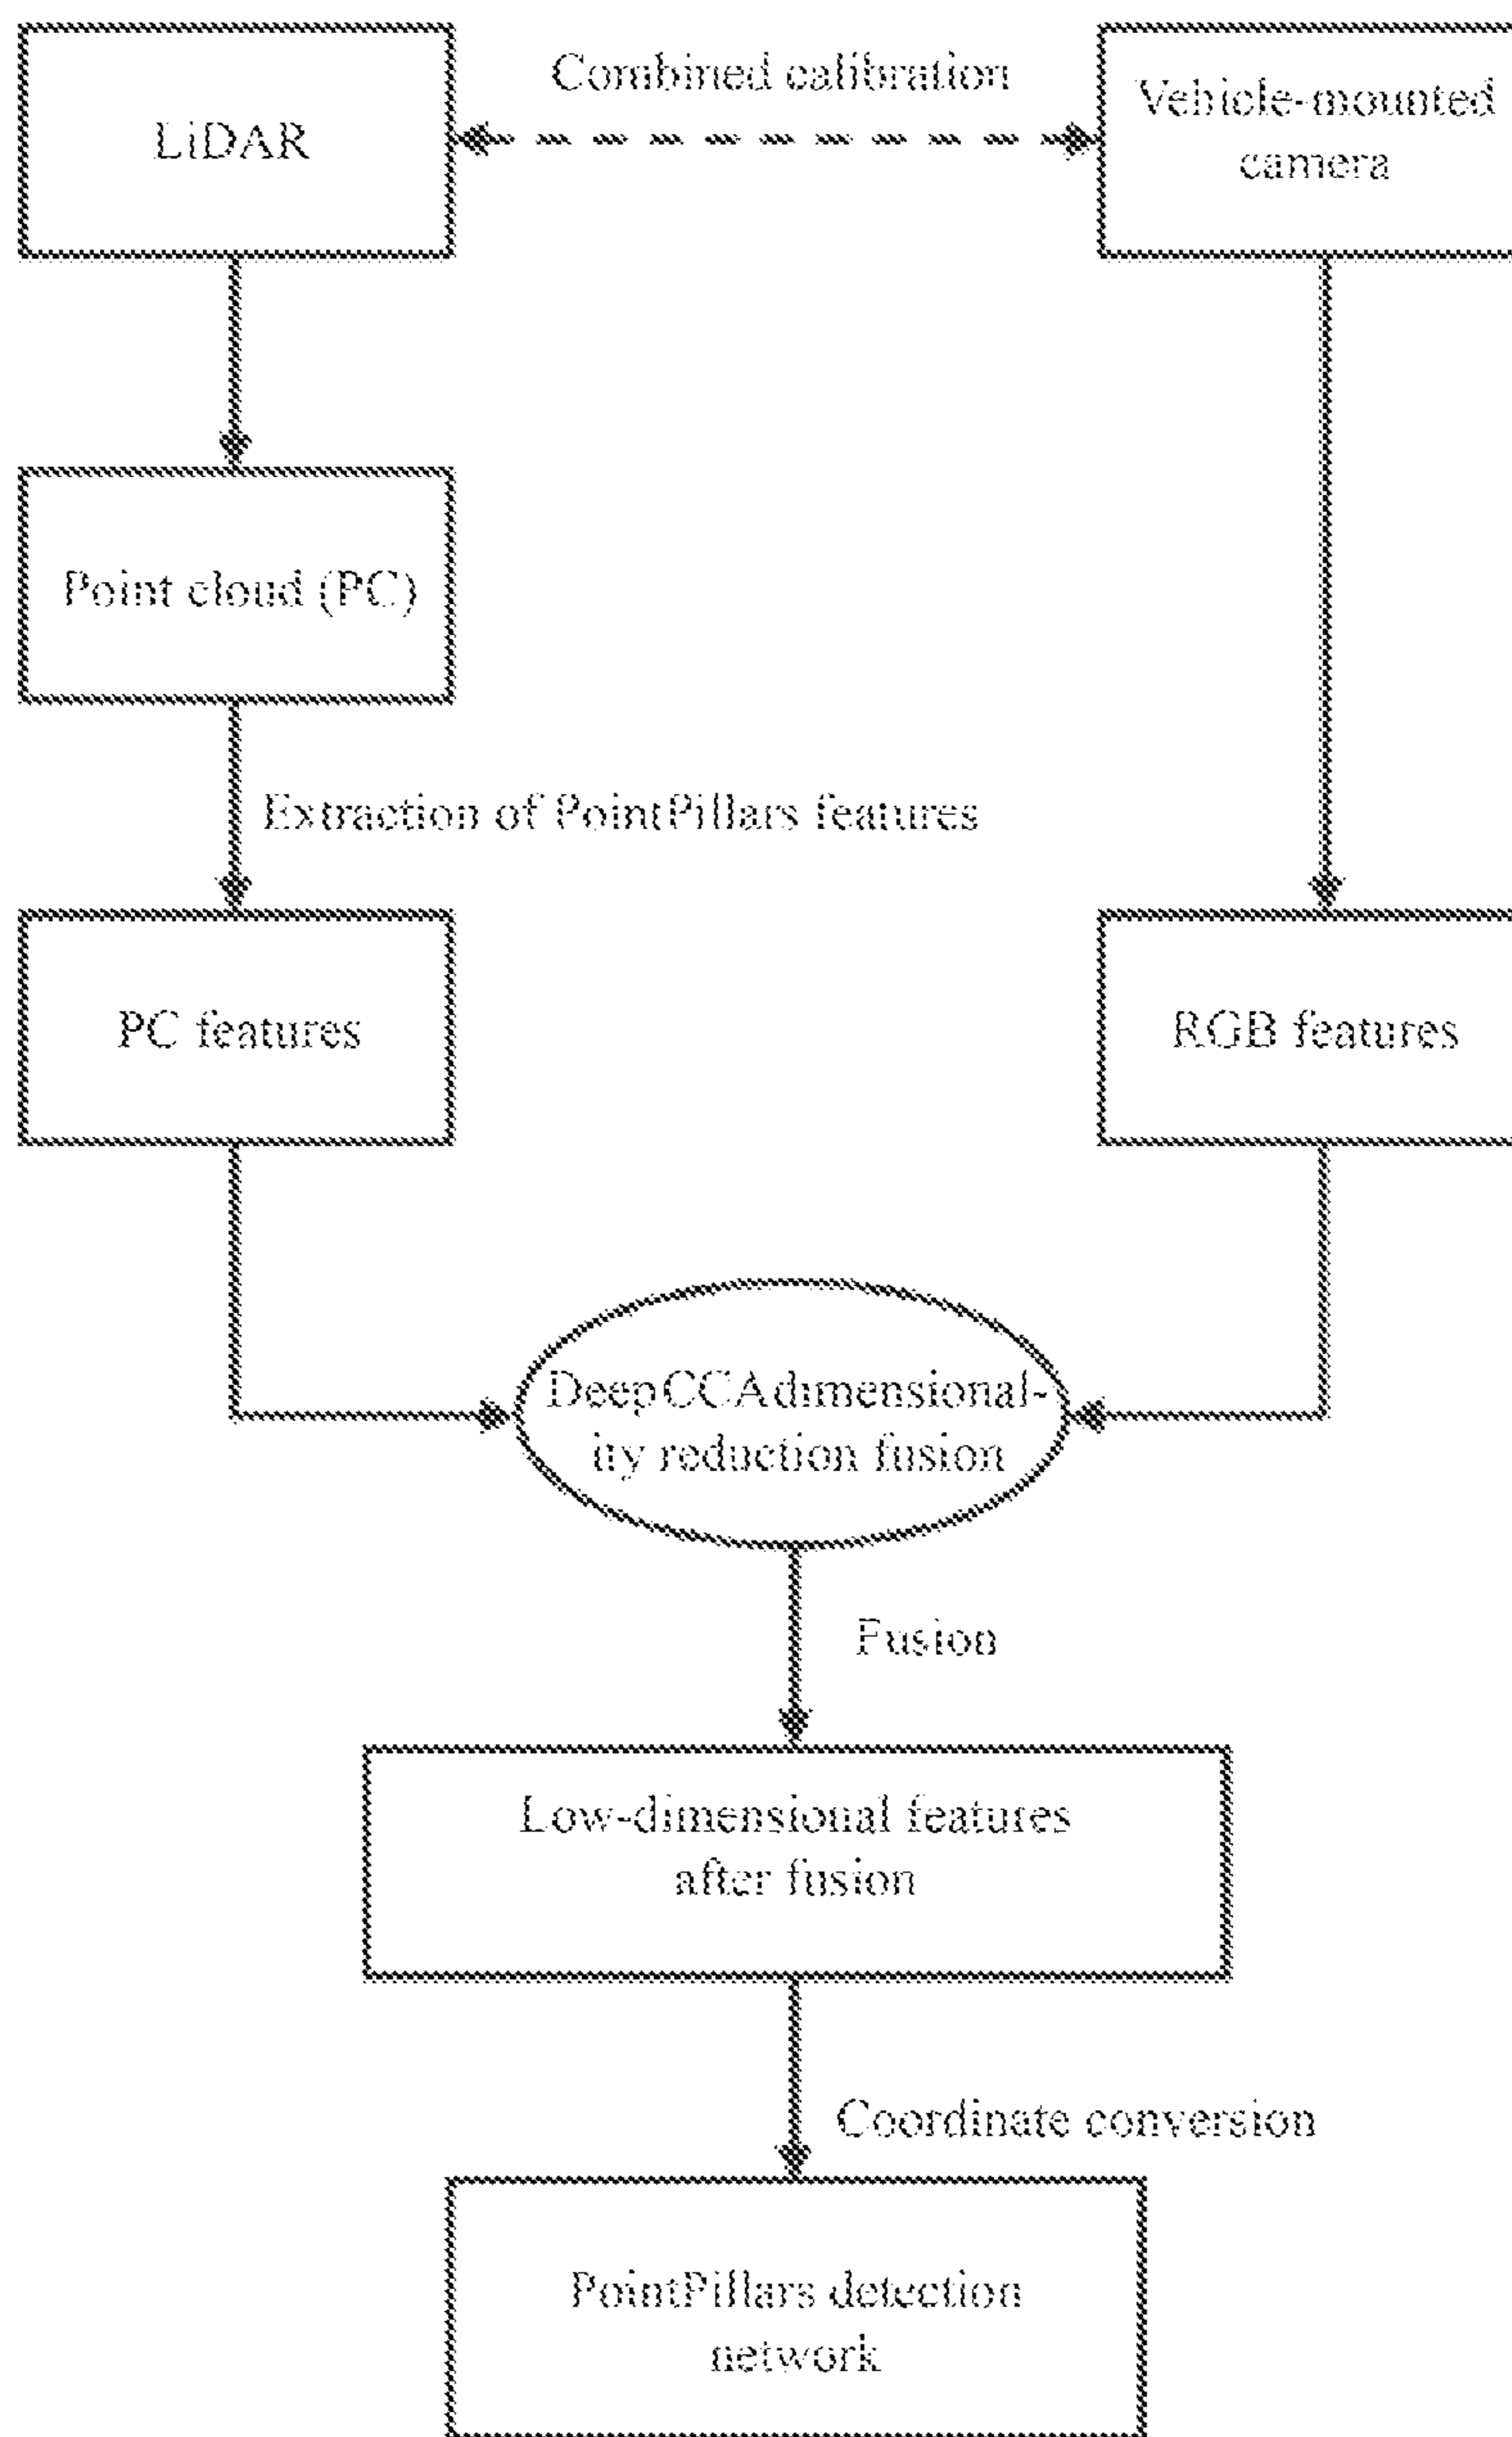 LiDAR
Combined calibration
Vehicle-mounted
camera
Point cloud (PC)
Extraction of PointPillars features
PC features
RGB features
DeepCCAdimensional-
ity reduction fusion
Fusion
Low-dimensional features
after fusion
Coordinate conversion
PointPillars detection
network